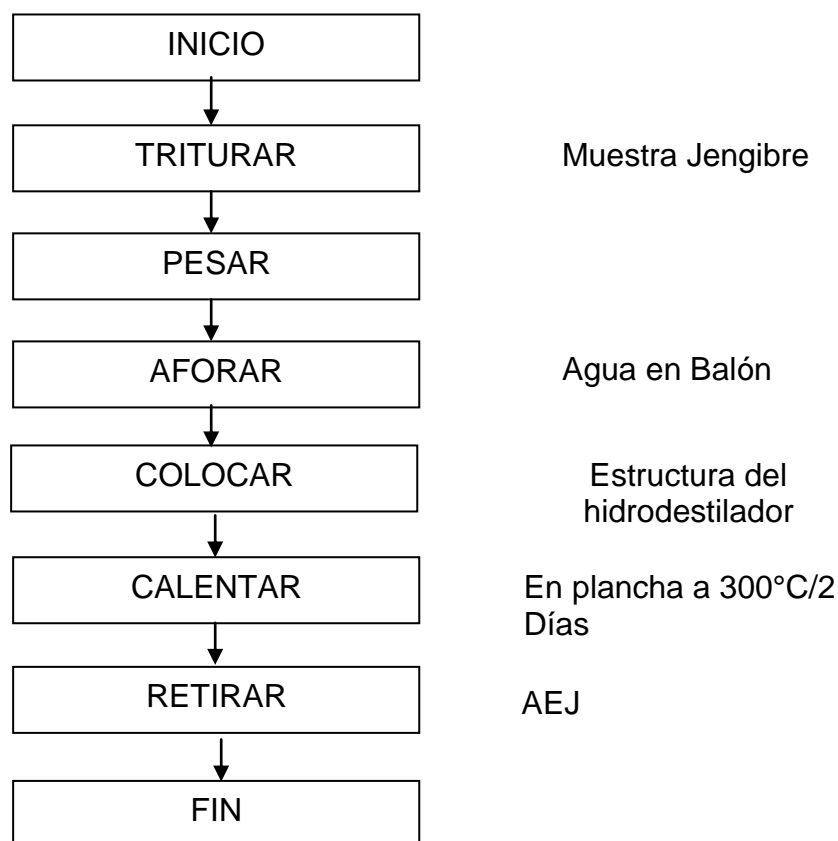 INICIO
TRITURAR
Muestra Jengibre
PESAR
AFORAR
Agua en Balón
COLOCAR
Estructura del
hidrodestilador
CALENTAR
En plancha a 300°C/2
Días
RETIRAR
AEJ
FIN